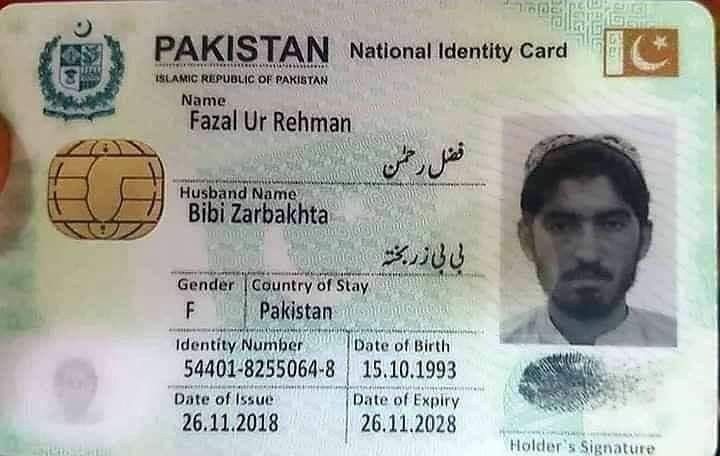 PAKISTAN National Identity Card
ISLAMIC REPUBLIC OF PAKISTAN
Name
Fazal Ur Rehman
فضل رحمٰن
Husband Name
Bibi Zarbakhta
بی بی زربختہ
Gender Country of Stay
F Pakistan
Identity Number Date of Birth
54401-8255064-8 15.10.1993
Date of Issue Date of Expiry
26.11.2018 26.11.2028
Holder's Signature